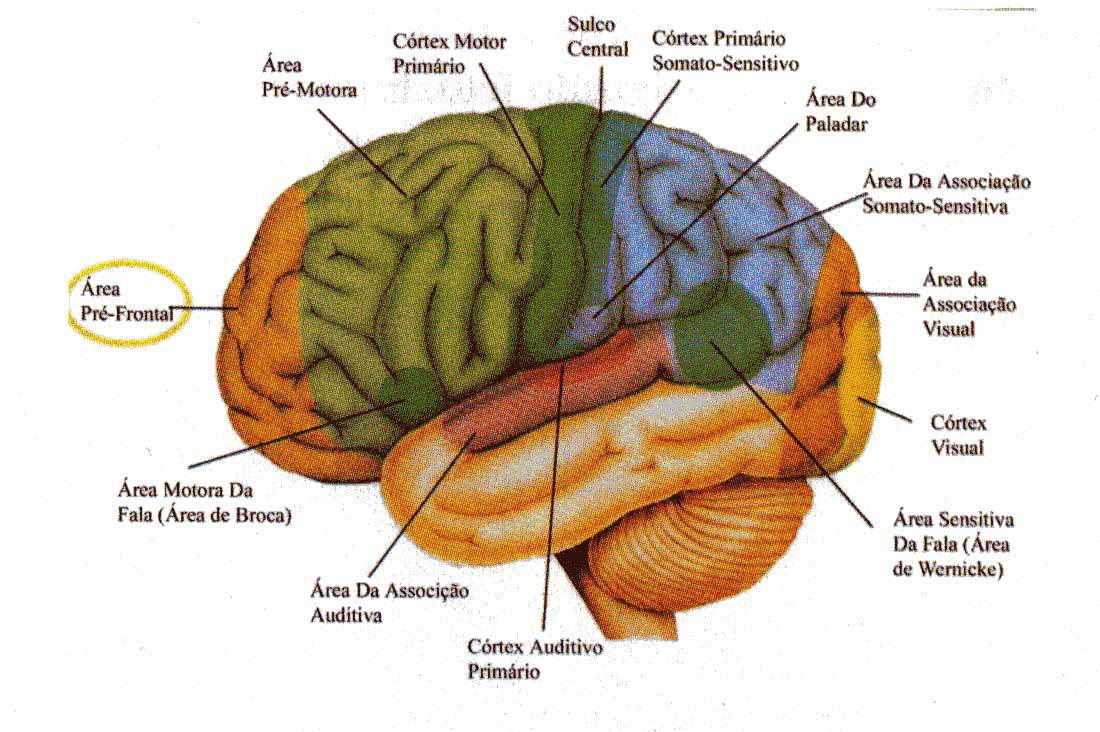 Sulco
Central
Córtex Motor
Primário
Córtex Primário
Somato-Sensitivo
Área
Pré-Motora
Área Do
Paladar
Área Da Associação
Somato-Sensitiva
Área
Pré-Frontal
Área da
Associação
Visual
Córtex
Visual
Área Motora Da
Fala (Área de Broca)
Área Sensitiva
Da Fala (Área
de Wernicke)
Área Da Associção
Auditiva
Córtex Auditivo
Primário